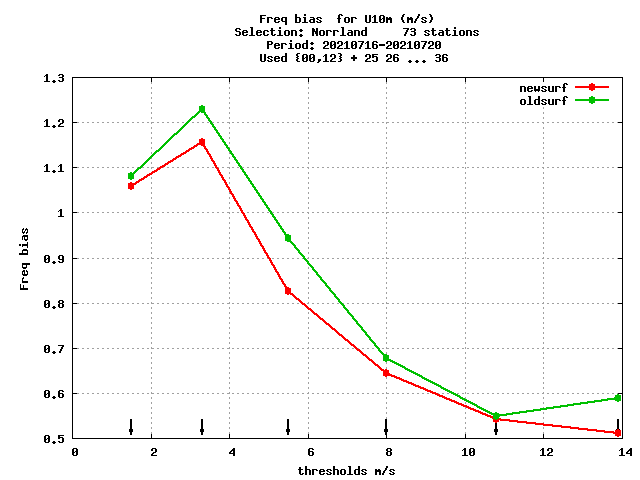 Freq bias  for U10m (m/s)
Selection: Norrland     73 stations
Period: 20210716-20210720
Used {00,12} + 25 26 ... 36
newsurf
oldsurf
1.3
1.2
1.1
1
0.9
0.8
0.7
0.6
0.5
Freq bias
0 2 4 6 8 10 12 14
thresholds m/s